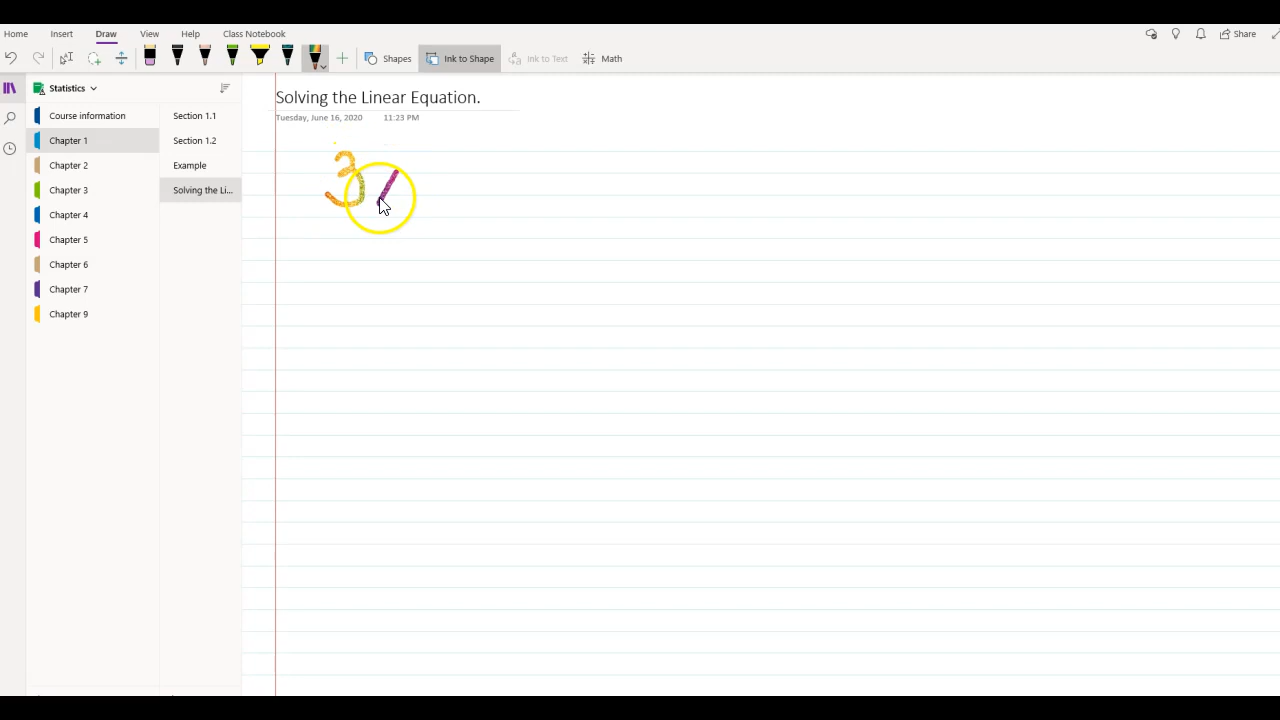 Home Insert Draw View Help Class Notebook
Shapes Ink to Shape Ink to Text Math Share
Statistics
Course information
Chapter 1
Chapter 2
Chapter 3
Chapter 4
Chapter 5
Chapter 6
Chapter 7
Chapter 9
Section 1.1
Section 1.2
Example
Solving the Li...
Solving the Linear Equation.
Tuesday, June 16, 2020 11:23 PM
3